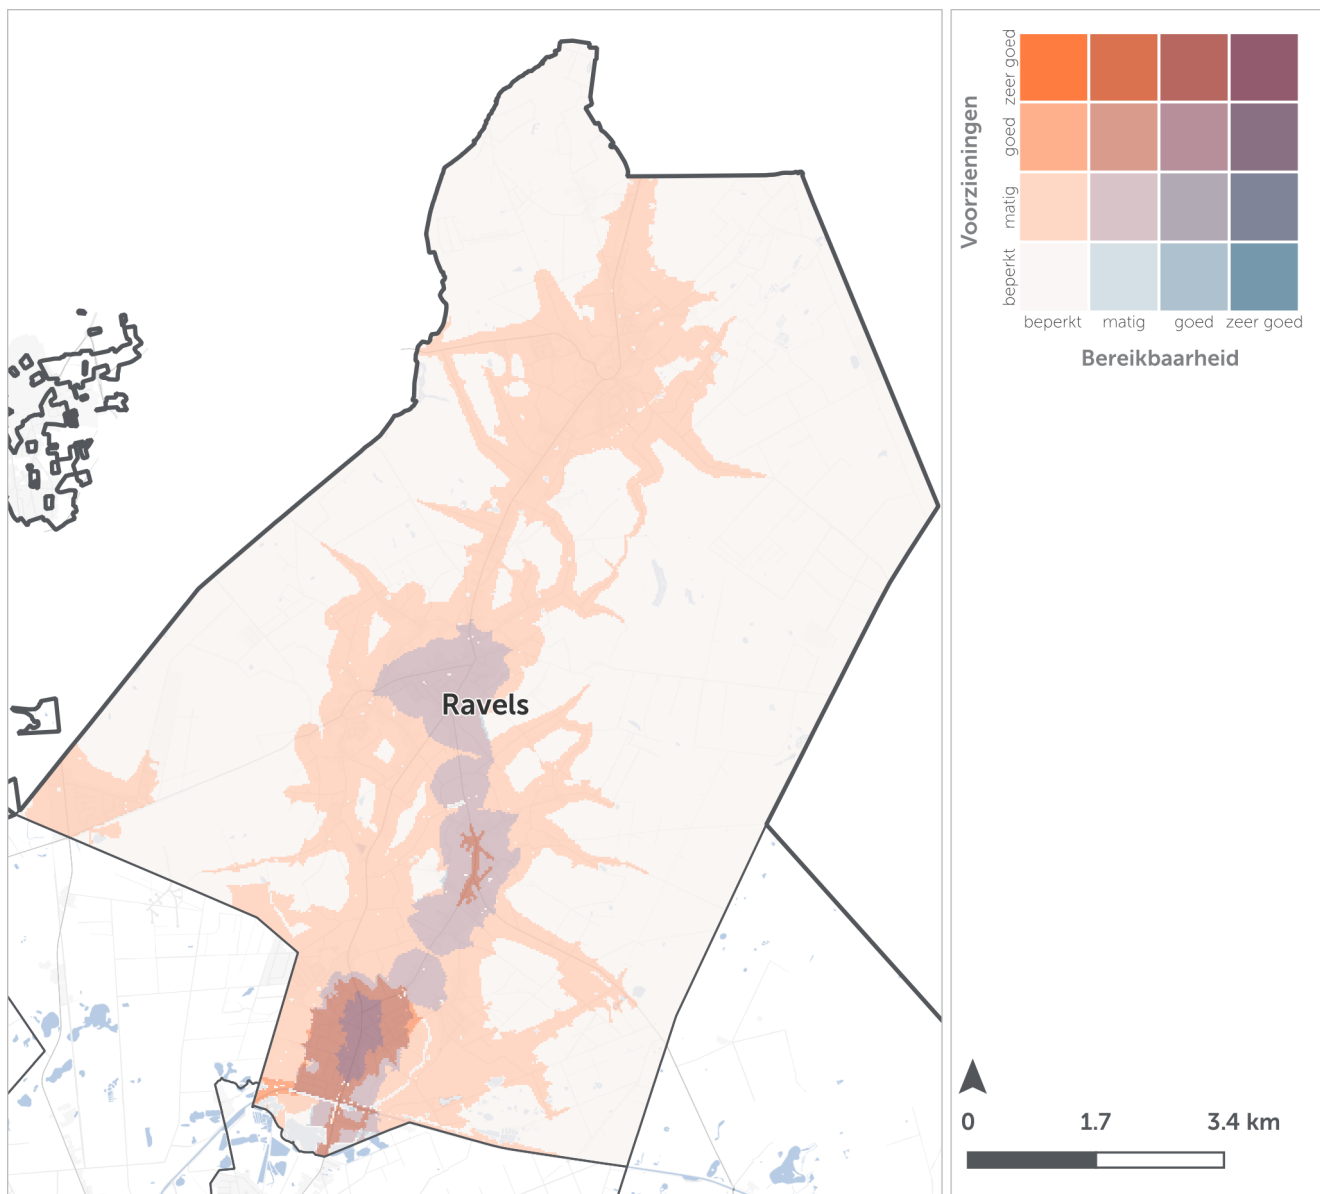 Ravels
Voorzieningen
zeer goed
goed
matig
beperkt
beperkt matig goed zeer goed
Bereikbaarheid
0 1.7 3.4 km